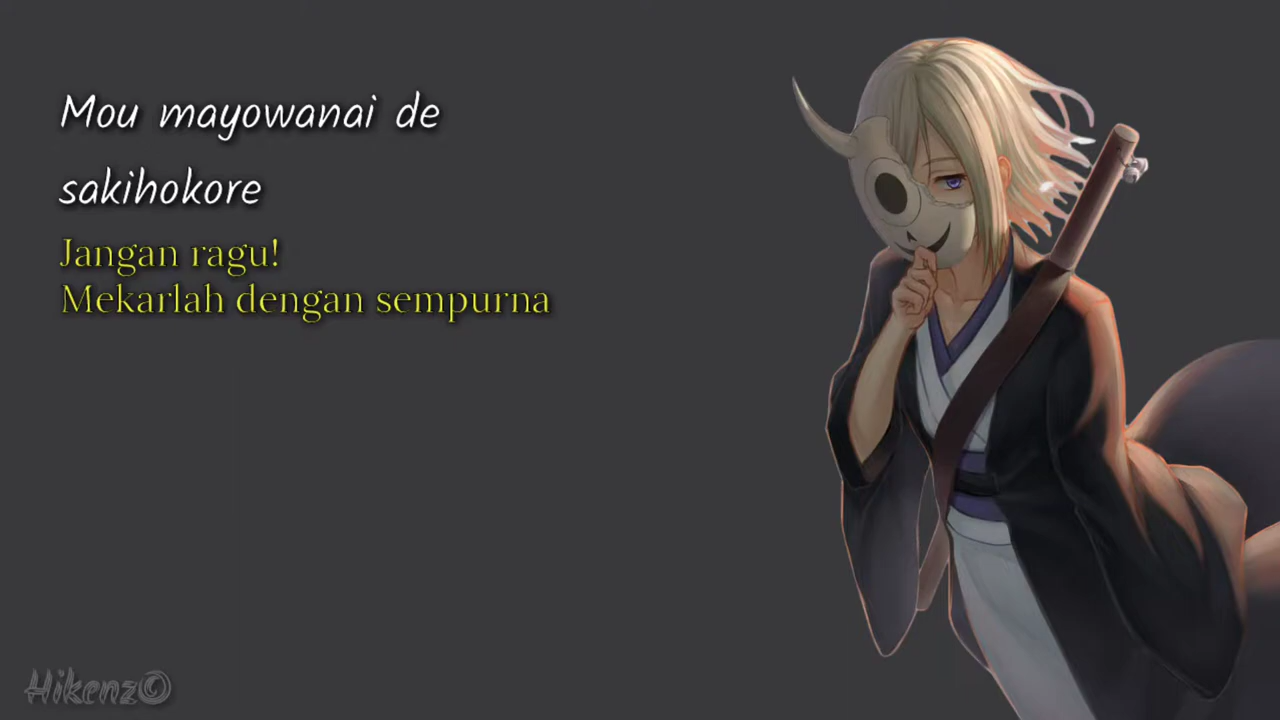 Mou mayowanai de
sakihokore
Jangan ragu!
Mekarlah dengan sempurna
Hikenz©